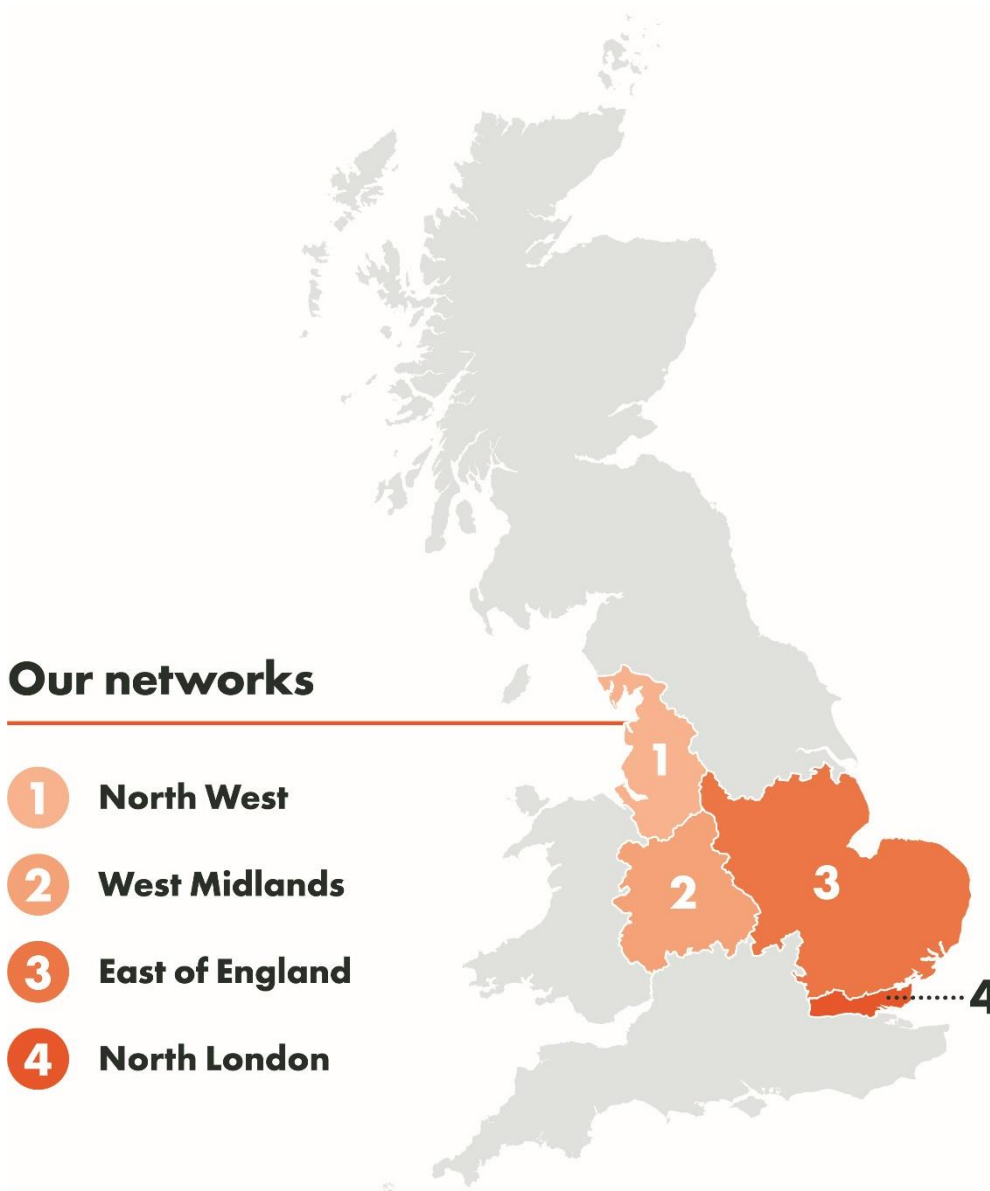 Our networks
1 North West
2 West Midlands
3 East of England
4 North London
1
2
3
4